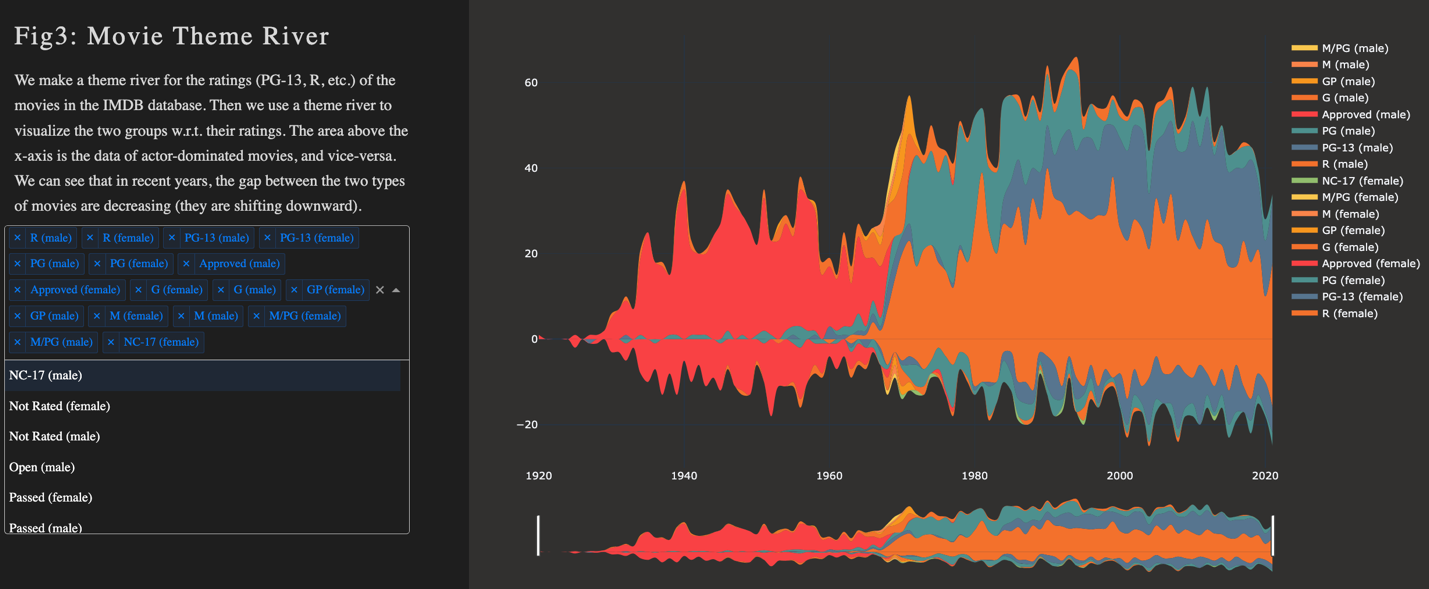 Fig3: Movie Theme River
We make a theme river for the ratings (PG-13, R, etc.) of the
movies in the IMDB database. Then we use a theme river to
visualize the two groups w.r.t. their ratings. The area above the
x-axis is the data of actor-dominated movies, and vice-versa.
We can see that in recent years, the gap between the two types
of movies are decreasing (they are shifting downward).
× R (male) × R (female) × PG-13 (male) × PG-13 (female)
× PG (male) × PG (female) × Approved (male)
× Approved (female) × G (female) × G (male) × GP (female)
× GP (male) × M (female) × M (male) × M/PG (female)
× M/PG (male) × NC-17 (female)
NC-17 (male)
Not Rated (female)
Not Rated (male)
Open (male)
Passed (female)
Passed (male)
60
40
20
0
−20
1920 1940 1960 1980 2000 2020
M/PG (male)
M (male)
GP (male)
G (male)
Approved (male)
PG (male)
PG-13 (male)
R (male)
NC-17 (female)
M/PG (female)
M (female)
GP (female)
G (female)
Approved (female)
PG (female)
PG-13 (female)
R (female)